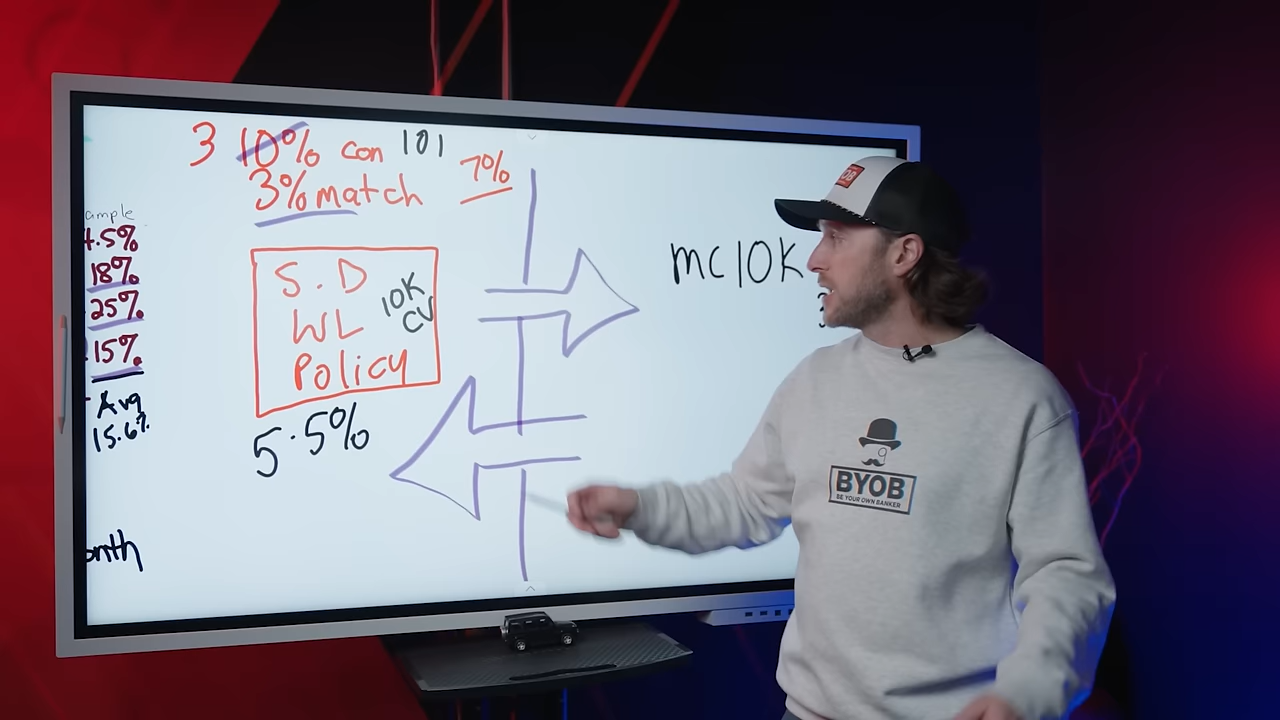 3 10% con 101
3% match 7%
ample
4.5%
18%
25%
15%
Avg
15.6%
onth
S.D
WL
Policy
10K
CV
5.5%
mc 10K
BYOB
BE YOUR OWN BANKER